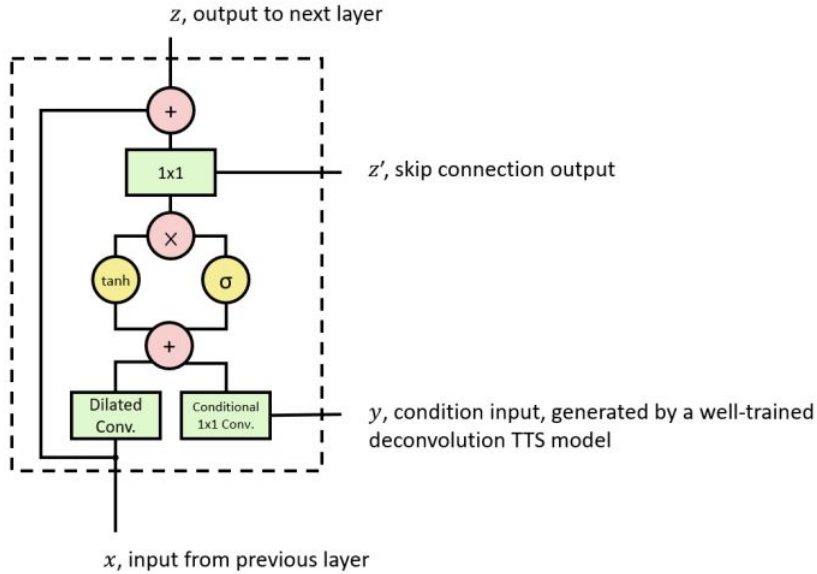 z, output to next layer
+
1x1
z′, skip connection output
×
tanh
σ
+
Dilated
Conv.
Conditional
1x1 Conv.
y, condition input, generated by a well-trained
deconvolution TTS model
x, input from previous layer